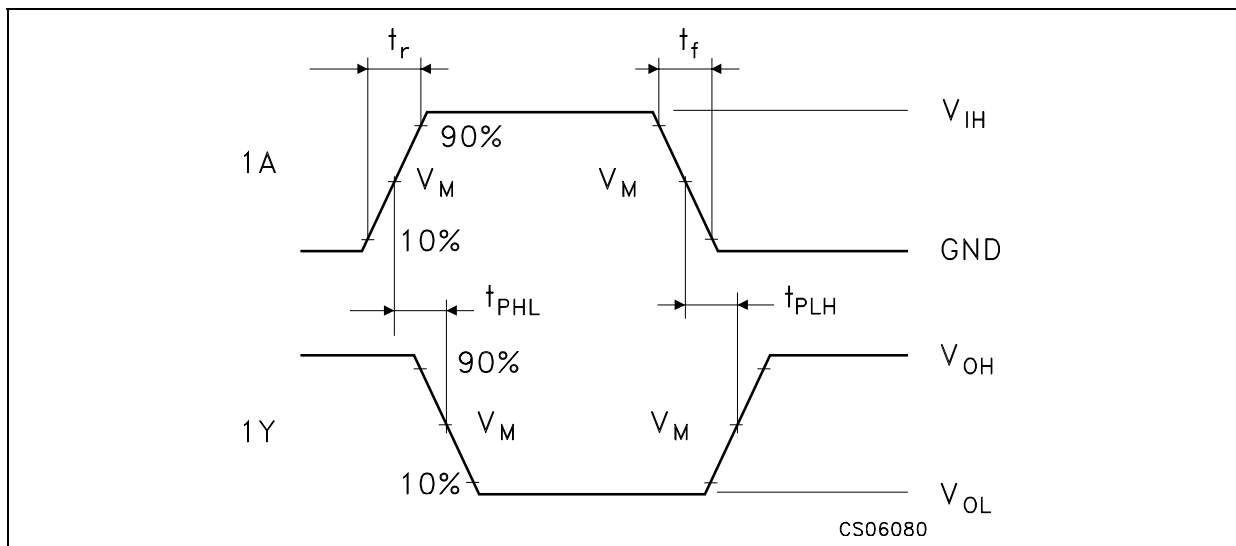 tr tf
VIH
90%
1A VM VM
10% GND
tPHL tPLH
90% VOH
1Y VM VM
10%
VOL
CS06080